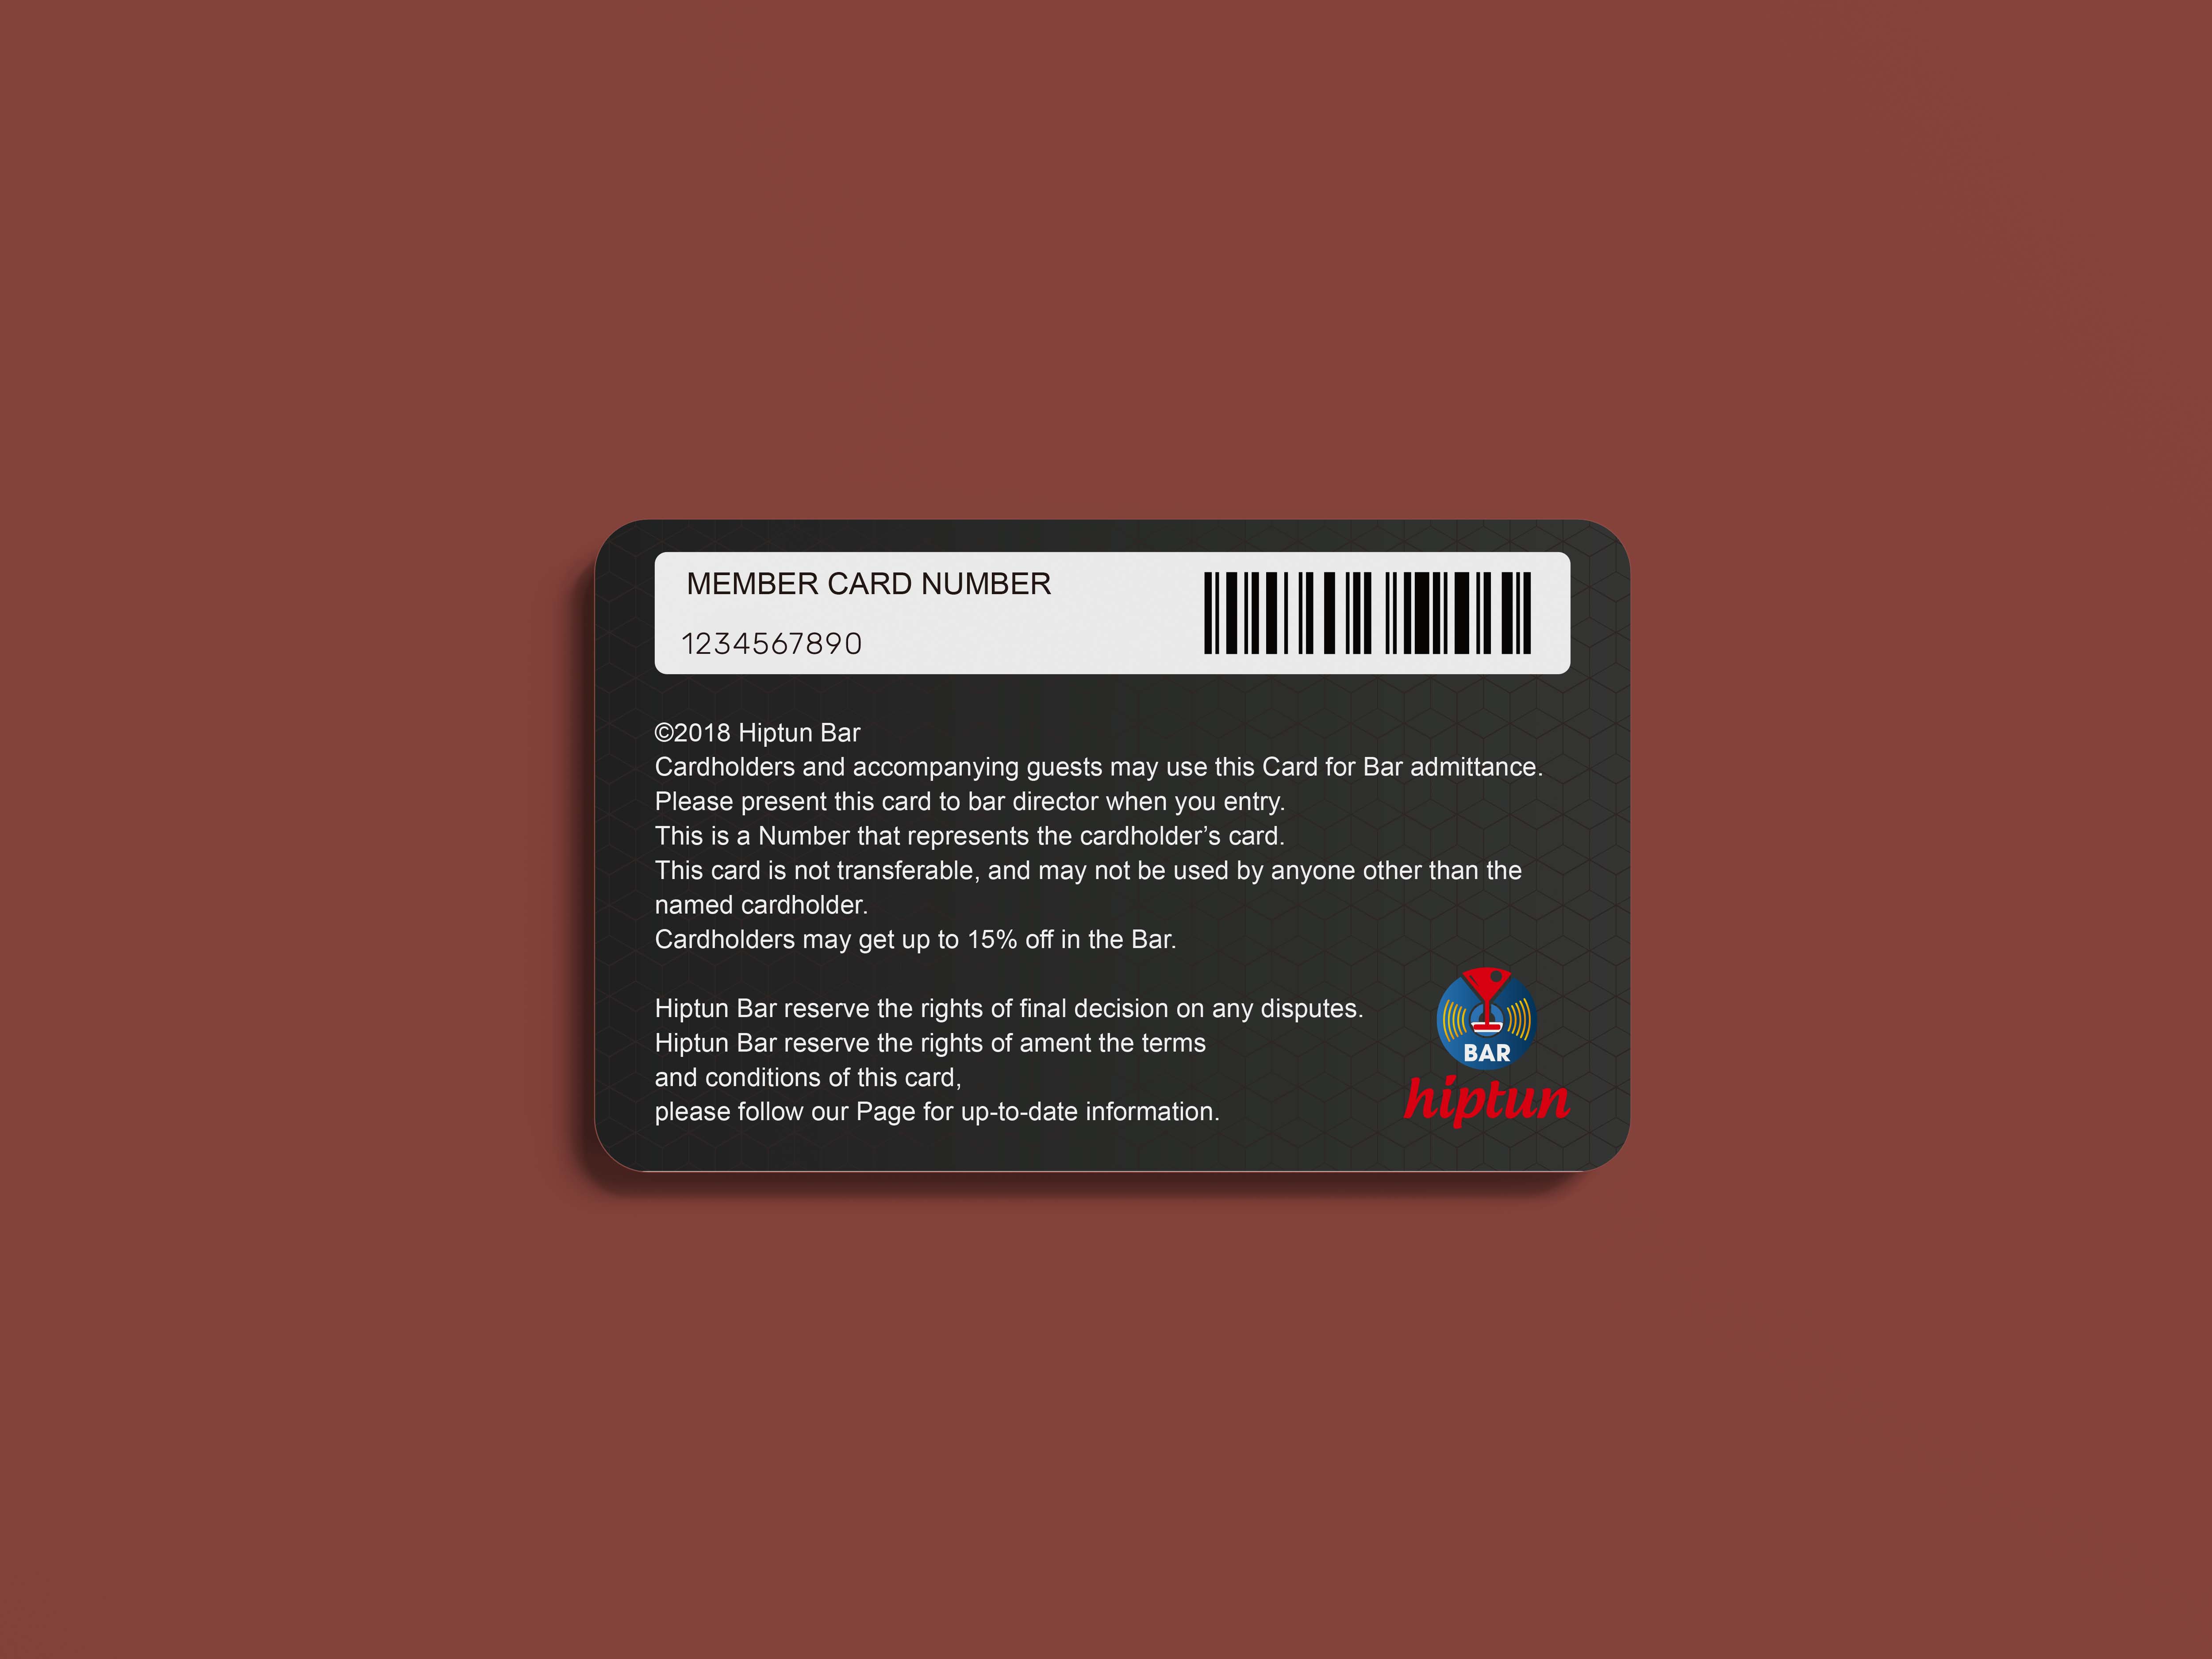 MEMBER CARD NUMBER
1234567890
©2018 Hiptun Bar
Cardholders and accompanying guests may use this Card for Bar admittance.
Please present this card to bar director when you entry.
This is a Number that represents the cardholder’s card.
This card is not transferable, and may not be used by anyone other than the
named cardholder.
Cardholders may get up to 15% off in the Bar.
Hiptun Bar reserve the rights of final decision on any disputes.
Hiptun Bar reserve the rights of ament the terms
and conditions of this card,
please follow our Page for up-to-date information.
BAR
hiptun